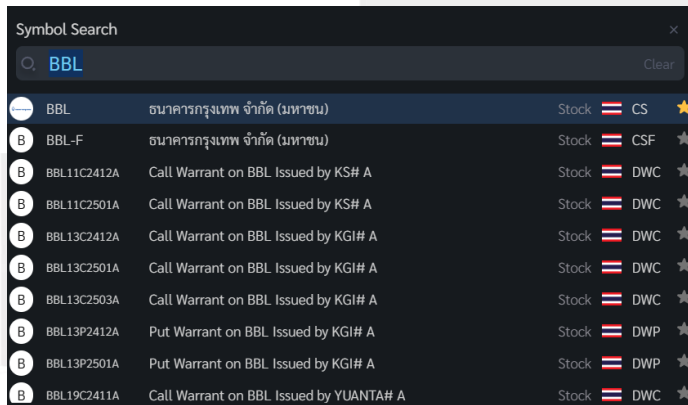 Symbol Search
BBL Clear
BBL ธนาคารกรุงเทพ จำกัด (มหาชน) Stock CS
B BBL-F ธนาคารกรุงเทพ จำกัด (มหาชน) Stock CSF
B BBL11C2412A Call Warrant on BBL Issued by KS# A Stock DWC
B BBL11C2501A Call Warrant on BBL Issued by KS# A Stock DWC
B BBL13C2412A Call Warrant on BBL Issued by KGI# A Stock DWC
B BBL13C2501A Call Warrant on BBL Issued by KGI# A Stock DWC
B BBL13C2503A Call Warrant on BBL Issued by KGI# A Stock DWC
B BBL13P2412A Put Warrant on BBL Issued by KGI# A Stock DWP
B BBL13P2501A Put Warrant on BBL Issued by KGI# A Stock DWP
B BBL19C2411A Call Warrant on BBL Issued by YUANTA# A Stock DWC